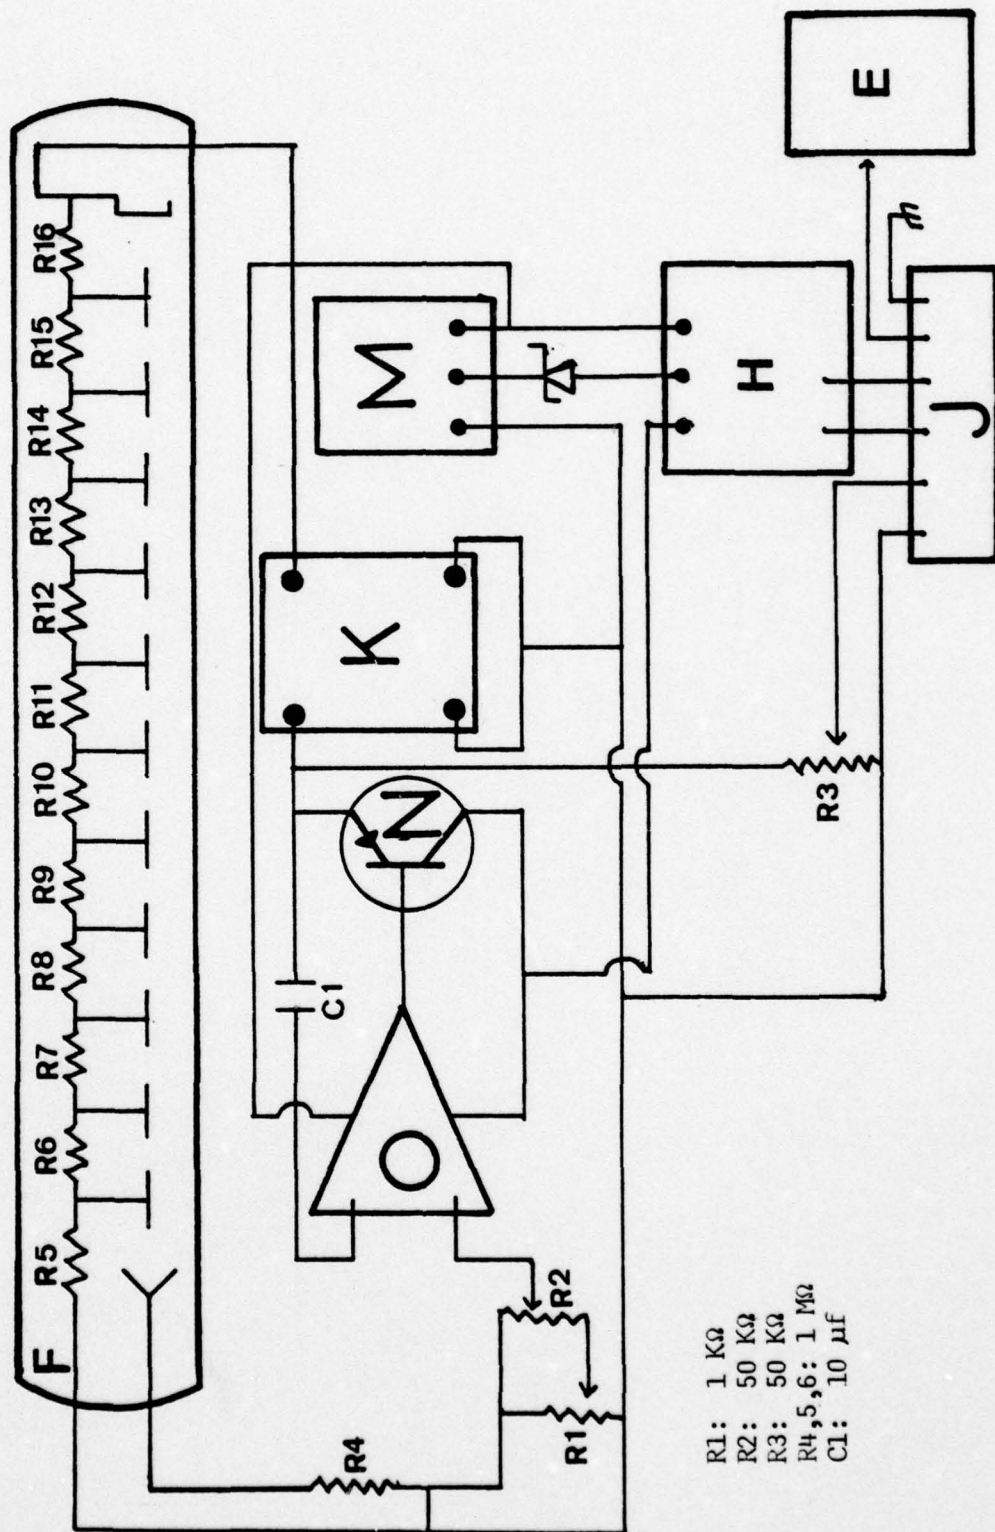 F
R5
R6
R7
R8
R9
R10
R11
R12
R13
R14
R15
R16
R4
R1
R2
O
C1
N
K
M
H
E
R3
J
R1: 1 KΩ
R2: 50 KΩ
R3: 50 KΩ
R4,5,6: 1 MΩ
C1: 10 µf